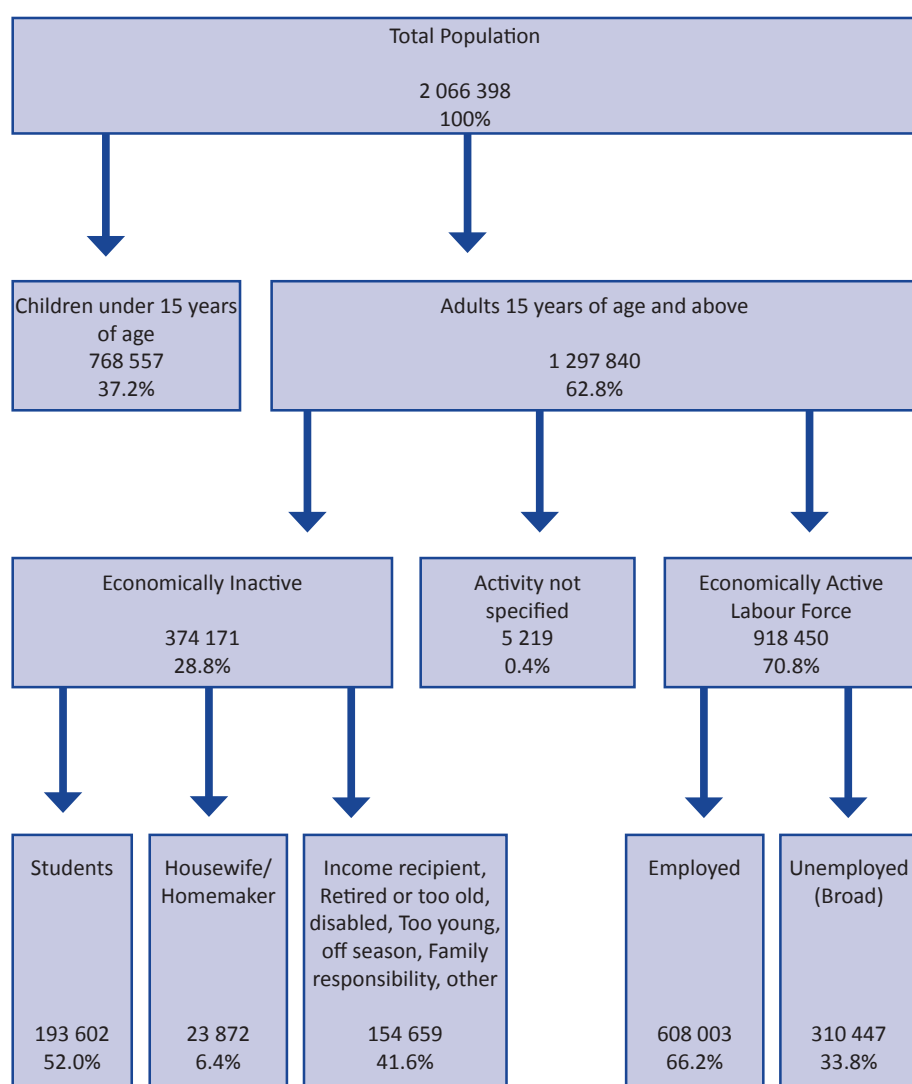 Total Population
2 066 398
100%
Children under 15 years
of age
768 557
37.2%
Adults 15 years of age and above
1 297 840
62.8%
Economically Inactive
374 171
28.8%
Activity not
specified
5 219
0.4%
Economically Active
Labour Force
918 450
70.8%
Students
193 602
52.0%
Housewife/
Homemaker
23 872
6.4%
Income recipient,
Retired or too old,
disabled, Too young,
off season, Family
responsibility, other
154 659
41.6%
Employed
608 003
66.2%
Unemployed
(Broad)
310 447
33.8%